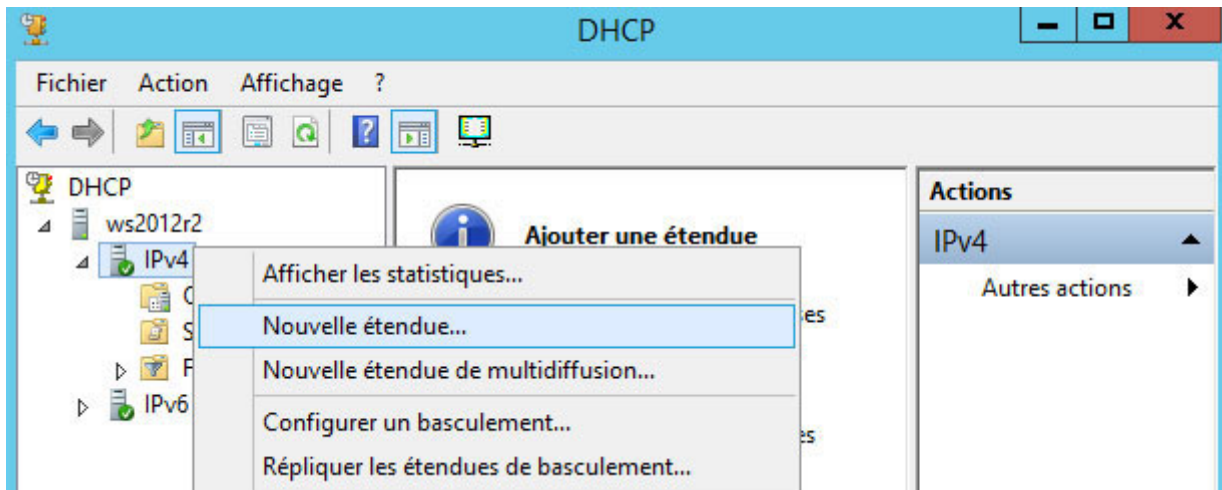 DHCP
Fichier Action Affichage ?
DHCP
ws2012r2
IPv4
IPv6
Ajouter une étendue
Afficher les statistiques...
Nouvelle étendue...
Nouvelle étendue de multidiffusion...
Configurer un basculement...
Répliquer les étendues de basculement...
Actions
IPv4
Autres actions